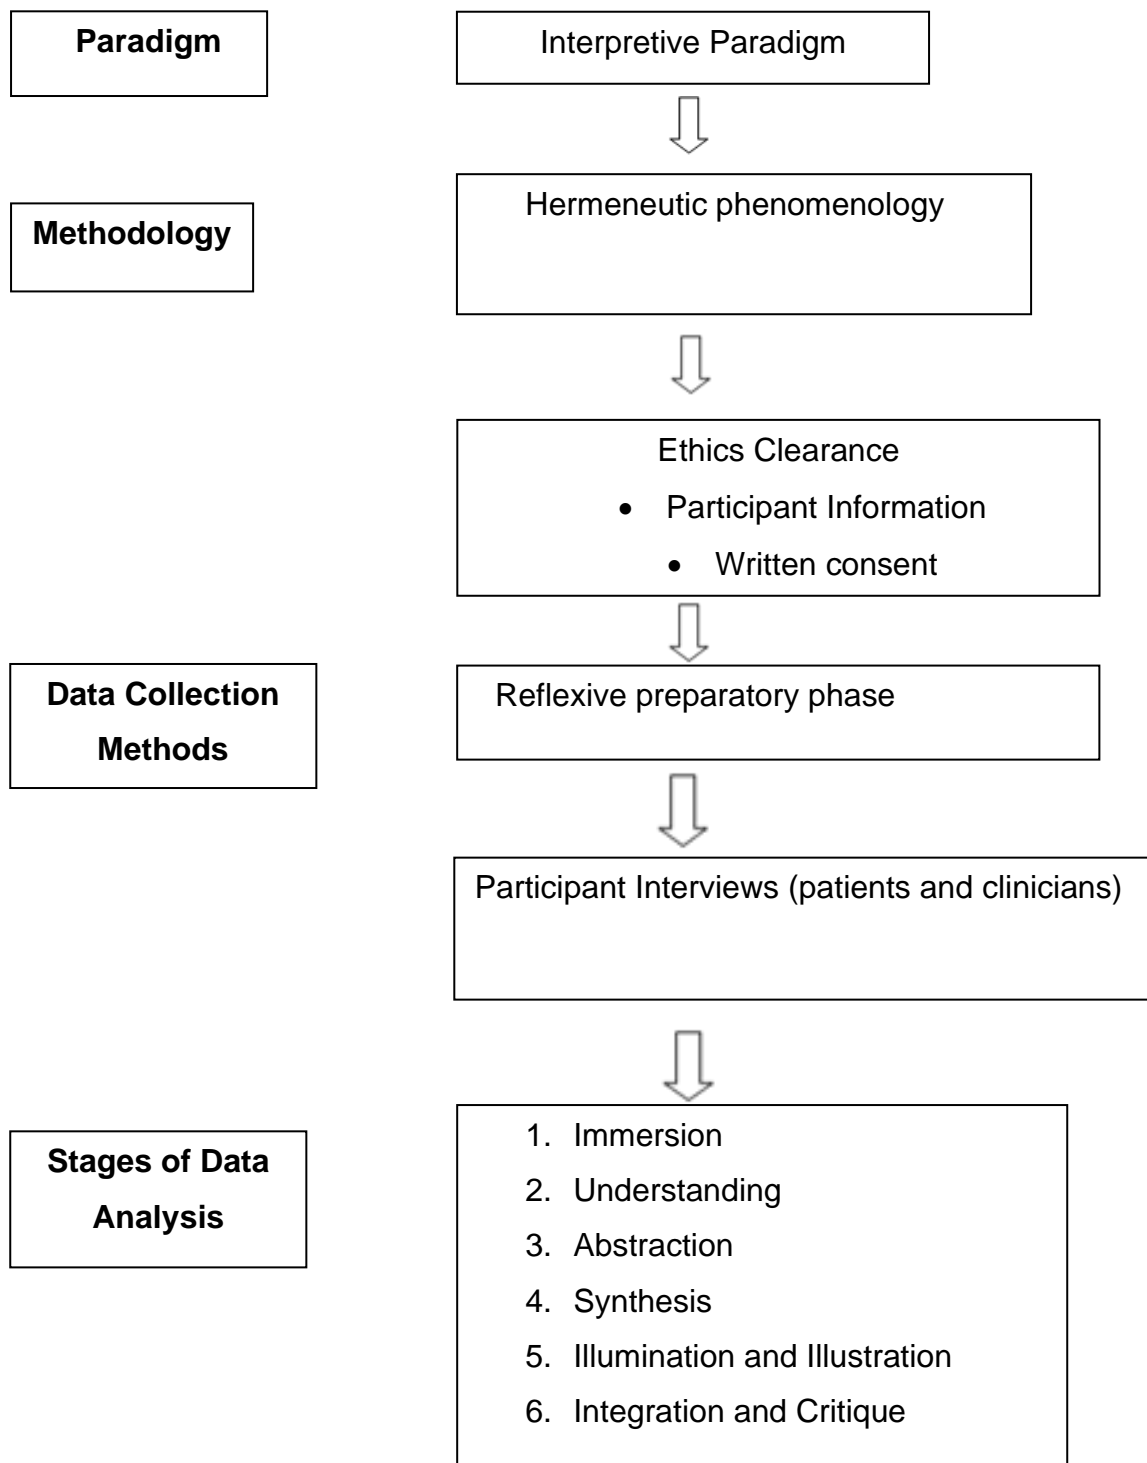 Paradigm
Interpretive Paradigm
Methodology
Hermeneutic phenomenology
Ethics Clearance
• Participant Information
• Written consent
Data Collection
Methods
Reflexive preparatory phase
Participant Interviews (patients and clinicians)
Stages of Data
Analysis
1. Immersion
2. Understanding
3. Abstraction
4. Synthesis
5. Illumination and Illustration
6. Integration and Critique